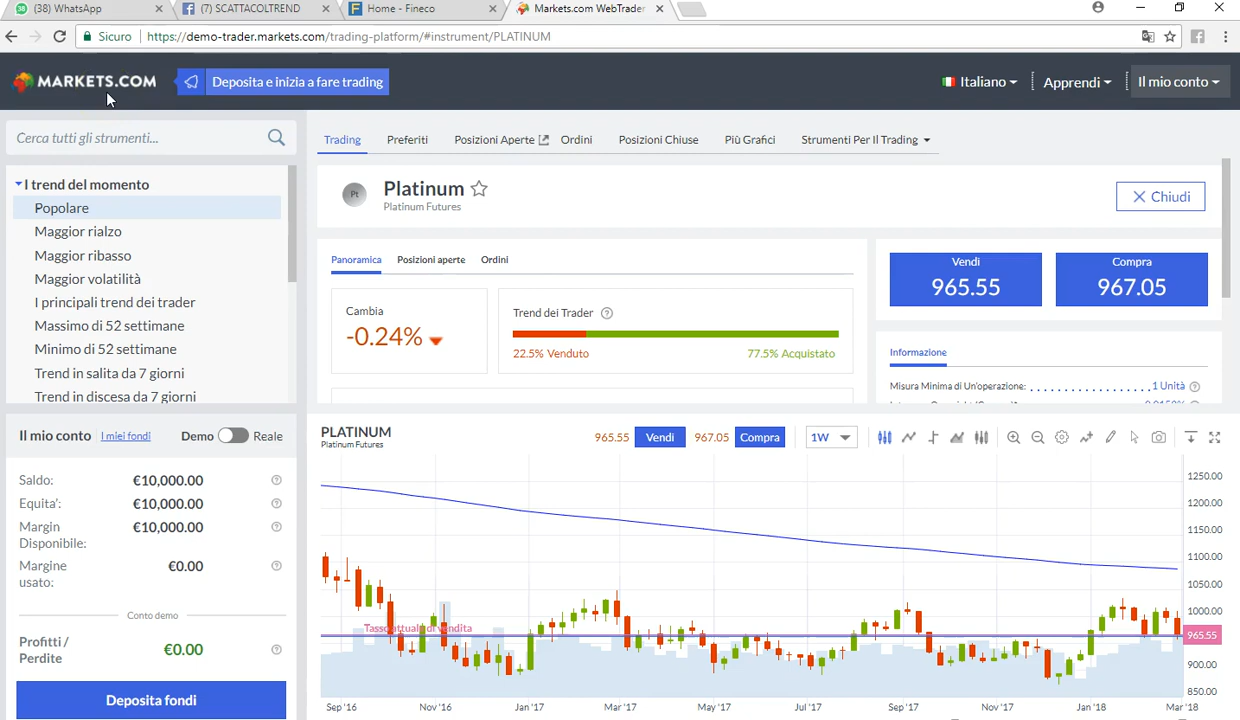 (38) WhatsApp
(7) SCATTACOLTREND
Home - Fineco
Markets.com WebTrader
Sicuro
https://demo-trader.markets.com/trading-platform/#instrument/PLATINUM
MARKETS.COM
Deposita e inizia a fare trading
Italiano
Apprendi
Il mio conto
Cerca tutti gli strumenti...
I trend del momento
Popolare
Maggior rialzo
Maggior ribasso
Maggior volatilità
I principali trend dei trader
Massimo di 52 settimane
Minimo di 52 settimane
Trend in salita da 7 giorni
Trend in discesa da 7 giorni
Trading
Preferiti
Posizioni Aperte
Ordini
Posizioni Chiuse
Più Grafici
Strumenti Per Il Trading
Pt
Platinum
Platinum Futures
Chiudi
Panoramica
Posizioni aperte
Ordini
Cambia
-0.24%
Trend dei Trader
22.5% Venduto
77.5% Acquistato
Vendi
965.55
Compra
967.05
Informazione
Misura Minima di Un'operazione:
1 Unità
Il mio conto
I miei fondi
Demo
Reale
Saldo:
€10,000.00
Equita':
€10,000.00
Margin Disponibile:
€10,000.00
Margine usato:
€0.00
Conto demo
Profitti / Perdite
€0.00
Deposita fondi
PLATINUM
Platinum Futures
965.55
Vendi
967.05
Compra
1W
Tasso attuale di vendita
1250.00
1200.00
1150.00
1100.00
1050.00
1000.00
965.55
900.00
850.00
Sep '16
Nov '16
Jan '17
Mar '17
May '17
Jul '17
Sep '17
Nov '17
Jan '18
Mar '18